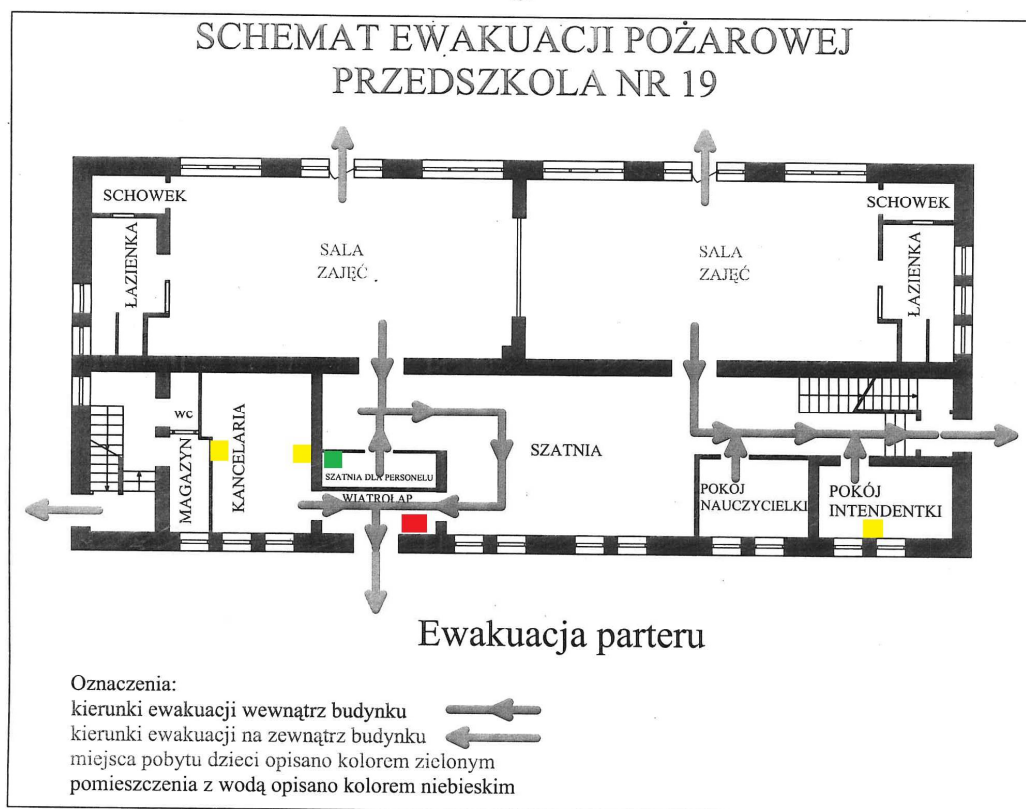 SCHEMAT EWAKUACJI POŻAROWEJ
PRZEDSZKOLA NR 19
SCHOWEK
SCHOWEK
ŁAZIENKA
SALA
ZAJĘĆ
SALA
ZAJĘĆ
ŁAZIENKA
wc
MAGAZYN
KANCELARIA
SZATNIA
SZATNIA DLA PERSONELU
WIATROŁAP
POKÓJ
NAUCZYCIELKI
POKÓJ
INTENDENTKI
Ewakuacja parteru
Oznaczenia:
kierunki ewakuacji wewnątrz budynku
kierunki ewakuacji na zewnątrz budynku
miejsca pobytu dzieci opisano kolorem zielonym
pomieszczenia z wodą opisano kolorem niebieskim